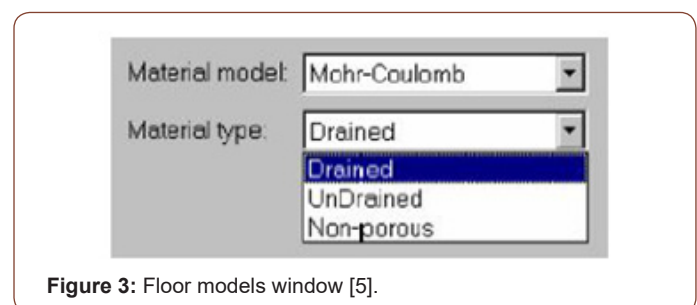 Material model: Mohr-Coulomb
Material type: Drained
Drained
UnDrained
Non-porous
Figure 3: Floor models window [5].